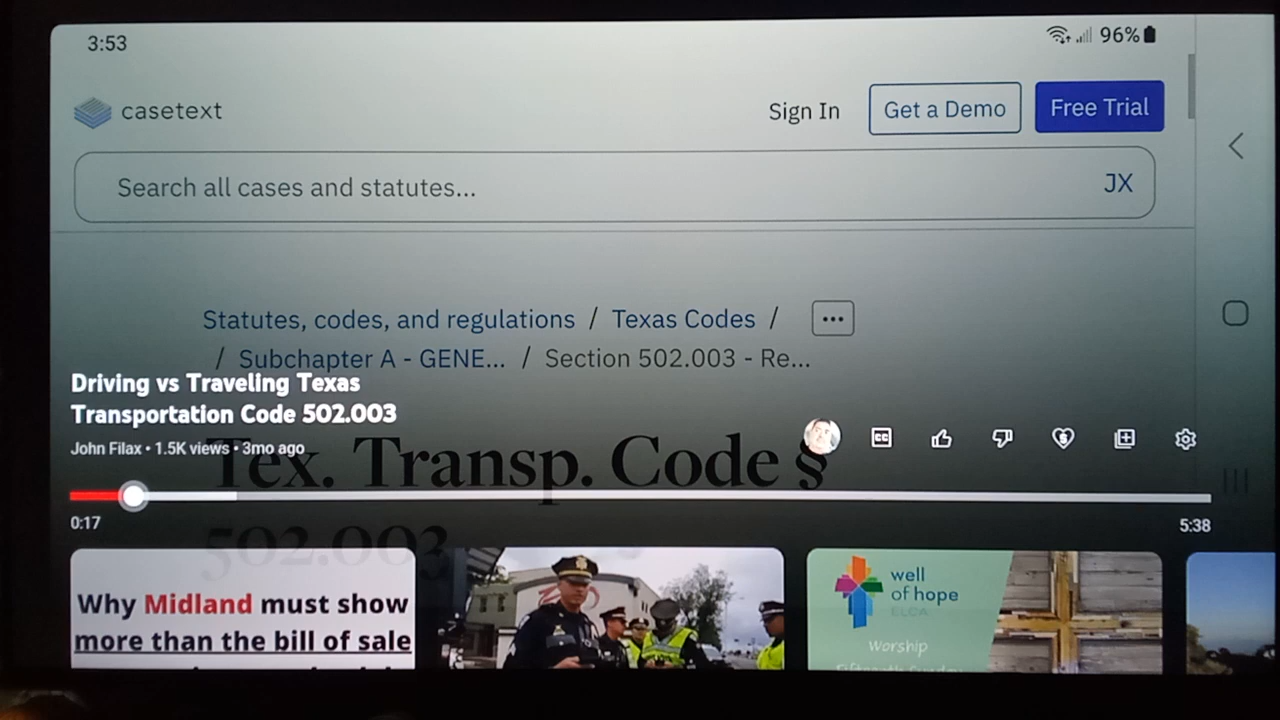 3:53
96%
casetext
Sign In
Get a Demo
Free Trial
Search all cases and statutes...
JX
Statutes, codes, and regulations / Texas Codes / ...
/ Subchapter A - GENE... / Section 502.003 - Re...
Driving vs Traveling Texas
Transportation Code 502.003
John Filax • 1.5K views • 3mo ago
CC
Tex. Transp. Code §
502.003
0:17
5:38
Why Midland must show
more than the bill of sale
well
of hope
ELCA
Worship
Fifteenth Sunday